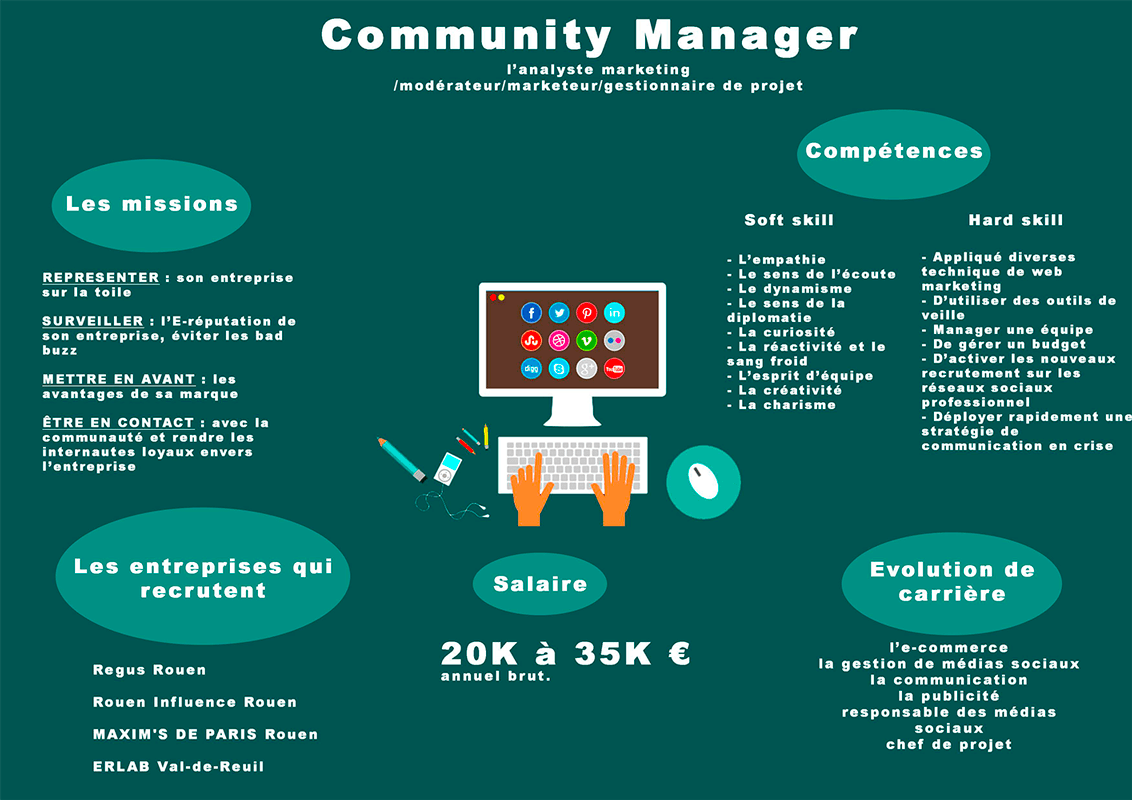 Community Manager
l'analyste marketing
/modérateur/marketeur/gestionnaire de projet
Les missions
REPRESENTER : son entreprise
sur la toile
SURVEILLER : l'E-réputation de
son entreprise, éviter les bad
buzz
METTRE EN AVANT : les
avantages de sa marque
ÊTRE EN CONTACT : avec la
communauté et rendre les
internautes loyaux envers
l'entreprise
Compétences
Soft skill
- L'empathie
- Le sens de l'écoute
- Le dynamisme
- Le sens de la
diplomatie
- La curiosité
- La réactivité et le
sang froid
- L'esprit d'équipe
- La créativité
- La charisme
Hard skill
- Appliqué diverses
technique de web
marketing
- D'utiliser des outils de
veille
- Manager une équipe
- De gérer un budget
- D'activer les nouveaux
recrutement sur les
réseaux sociaux
professionnel
- Déployer rapidement une
stratégie de
communication en crise
in
digg
g+
YouTube
Les entreprises qui
recrutent
Regus Rouen
Rouen Influence Rouen
MAXIM'S DE PARIS Rouen
ERLAB Val-de-Reuil
Salaire
20K à 35K €
annuel brut.
Evolution de
carrière
l'e-commerce
la gestion de médias sociaux
la communication
la publicité
responsable des médias
sociaux
chef de projet